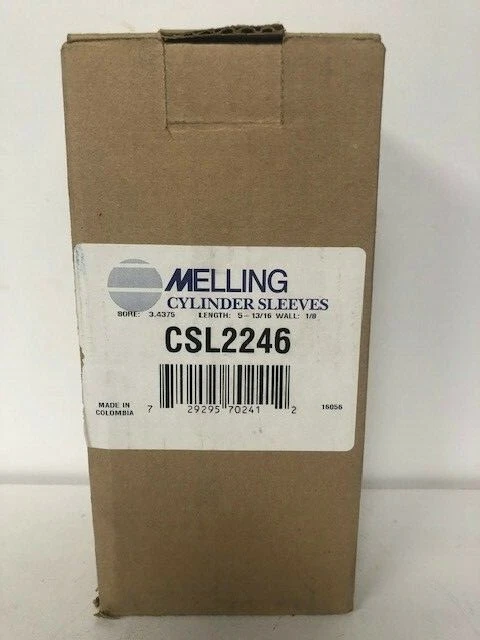 MELLING
CYLINDER SLEEVES
BORE: 3.4375 LENGTH: 5-13/16 WALL: 1/8
CSL2246
MADE IN
COLOMBIA
7 29295 70241 2
16056